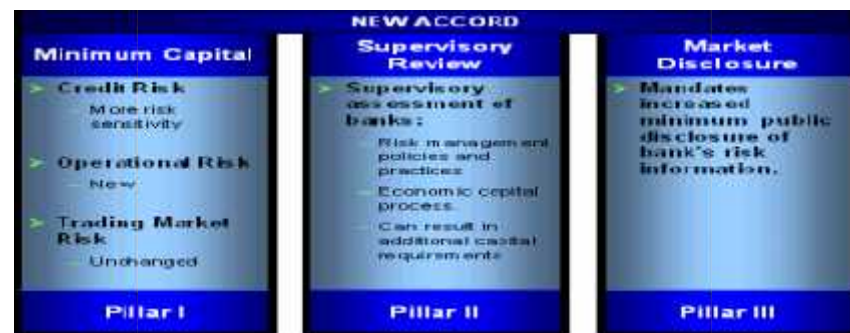 NEW ACCORD
Minimum Capital
➢ Credit Risk
– More risk
sensitivity
➢ Operational Risk
– New
➢ Trading Market
Risk
– Unchanged
Pillar I
Supervisory
Review
➢ Supervisory
assessment of
banks:
– Risk management
policies and
practices
– Economic capital
process.
– Can result in
additional capital
requirements
Pillar II
Market
Disclosure
➢ Mandates
increased
minimum public
disclosure of
bank's risk
information.
Pillar III